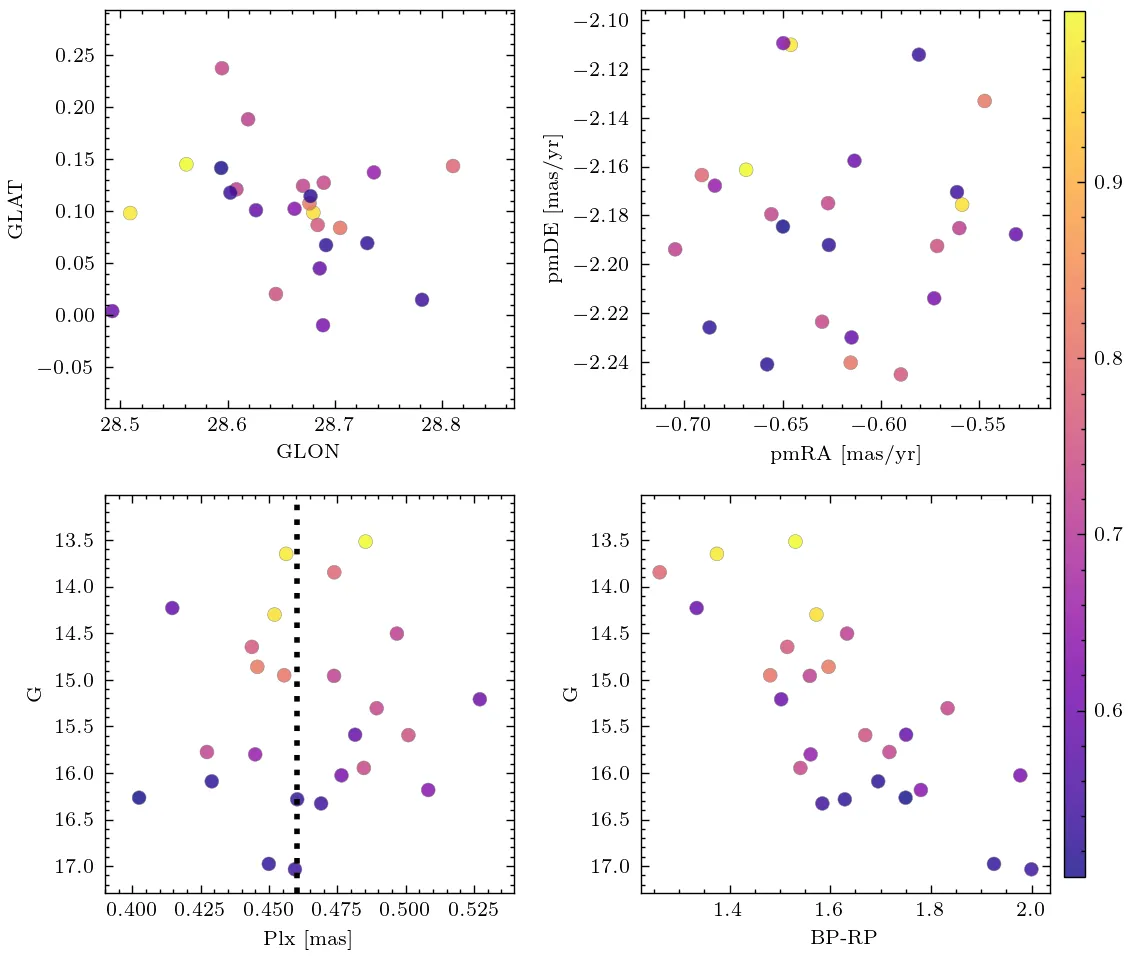 0.25
0.20
0.15
0.10
0.05
0.00
−0.05
GLAT
28.5 28.6 28.7 28.8
GLON
−2.10
−2.12
−2.14
−2.16
−2.18
−2.20
−2.22
−2.24
pmDE [mas/yr]
−0.70 −0.65 −0.60 −0.55
pmRA [mas/yr]
0.9
0.8
0.7
0.6
13.5
14.0
14.5
15.0
15.5
16.0
16.5
17.0
G
0.400 0.425 0.450 0.475 0.500 0.525
Plx [mas]
13.5
14.0
14.5
15.0
15.5
16.0
16.5
17.0
G
1.4 1.6 1.8 2.0
BP-RP